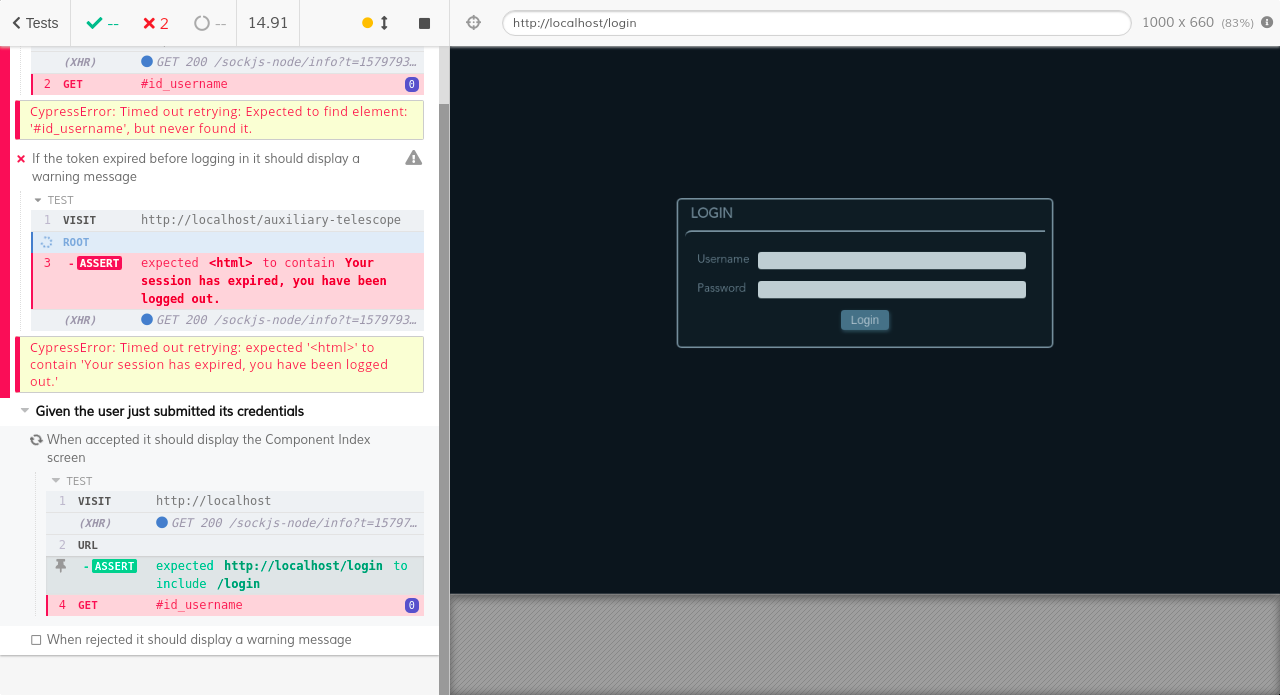 Tests
--
2
--
14.91
http://localhost/login
1000 x 660 (83%)
(XHR) GET 200 /sockjs-node/info?t=1579793…
2 GET #id_username 0
CypressError: Timed out retrying: Expected to find element:
'#id_username', but never found it.
If the token expired before logging in it should display a
warning message
TEST
1 VISIT http://localhost/auxiliary-telescope
ROOT
3 -ASSERT expected <html> to contain Your
session has expired, you have been
logged out.
(XHR) GET 200 /sockjs-node/info?t=1579793…
CypressError: Timed out retrying: expected '<html>' to
contain 'Your session has expired, you have been logged
out.'
Given the user just submitted its credentials
When accepted it should display the Component Index
screen
TEST
1 VISIT http://localhost
(XHR) GET 200 /sockjs-node/info?t=15797…
2 URL
-ASSERT expected http://localhost/login to
include /login
4 GET #id_username 0
When rejected it should display a warning message
LOGIN
Username
Password
Login